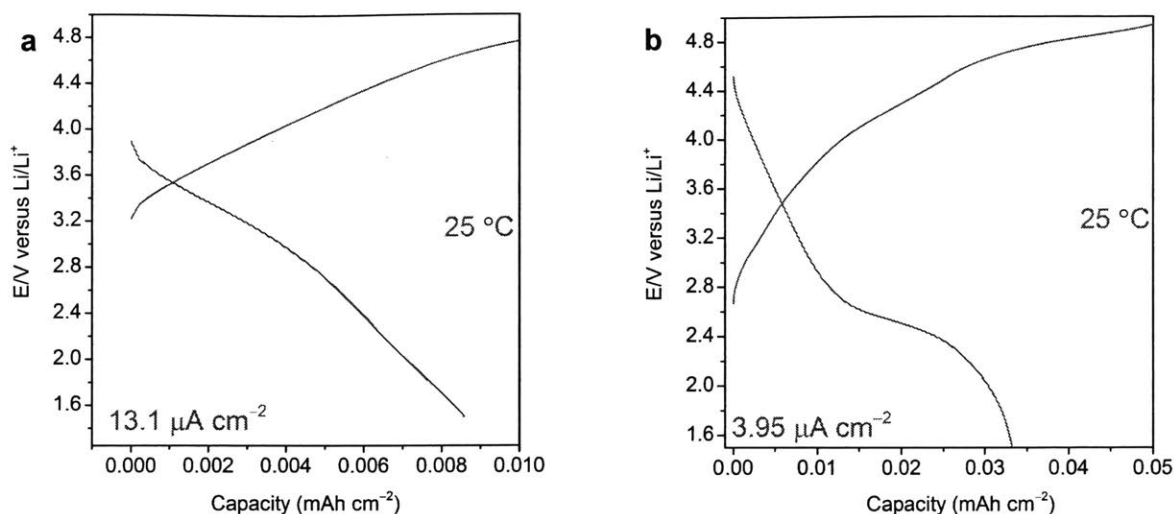 a
4.8
4.4
4.0
3.6
3.2
2.8
2.4
2.0
1.6
E/V versus Li/Li⁺
25 °C
13.1 μA cm⁻²
0.000 0.002 0.004 0.006 0.008 0.010
Capacity (mAh cm⁻²)
b
4.8
4.4
4.0
3.6
3.2
2.8
2.4
2.0
1.6
E/V versus Li/Li⁺
25 °C
3.95 μA cm⁻²
0.00 0.01 0.02 0.03 0.04 0.05
Capacity (mAh cm⁻²)